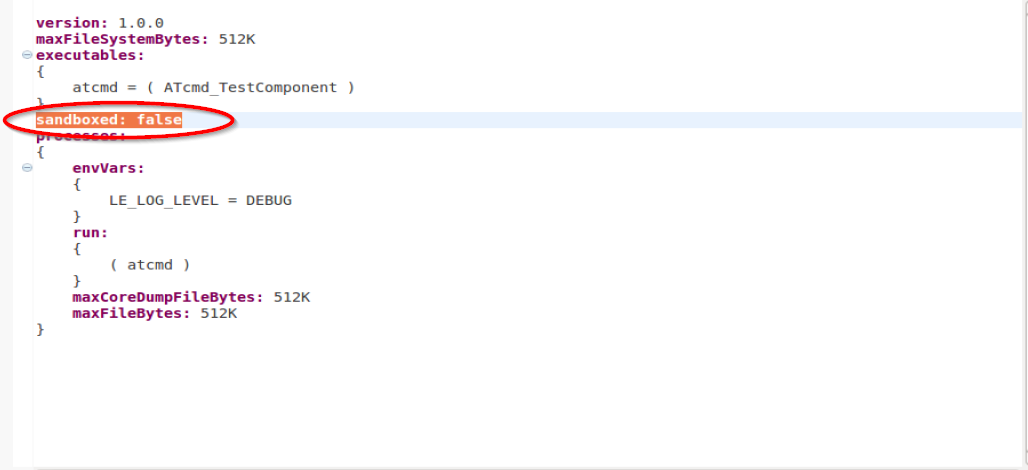 version: 1.0.0
maxFileSystemBytes: 512K
executables:
{
atcmd = ( ATcmd_TestComponent )
}
sandboxed: false
processes:
{
envVars:
{
LE_LOG_LEVEL = DEBUG
}
run:
{
( atcmd )
}
maxCoreDumpFileBytes: 512K
maxFileBytes: 512K
}